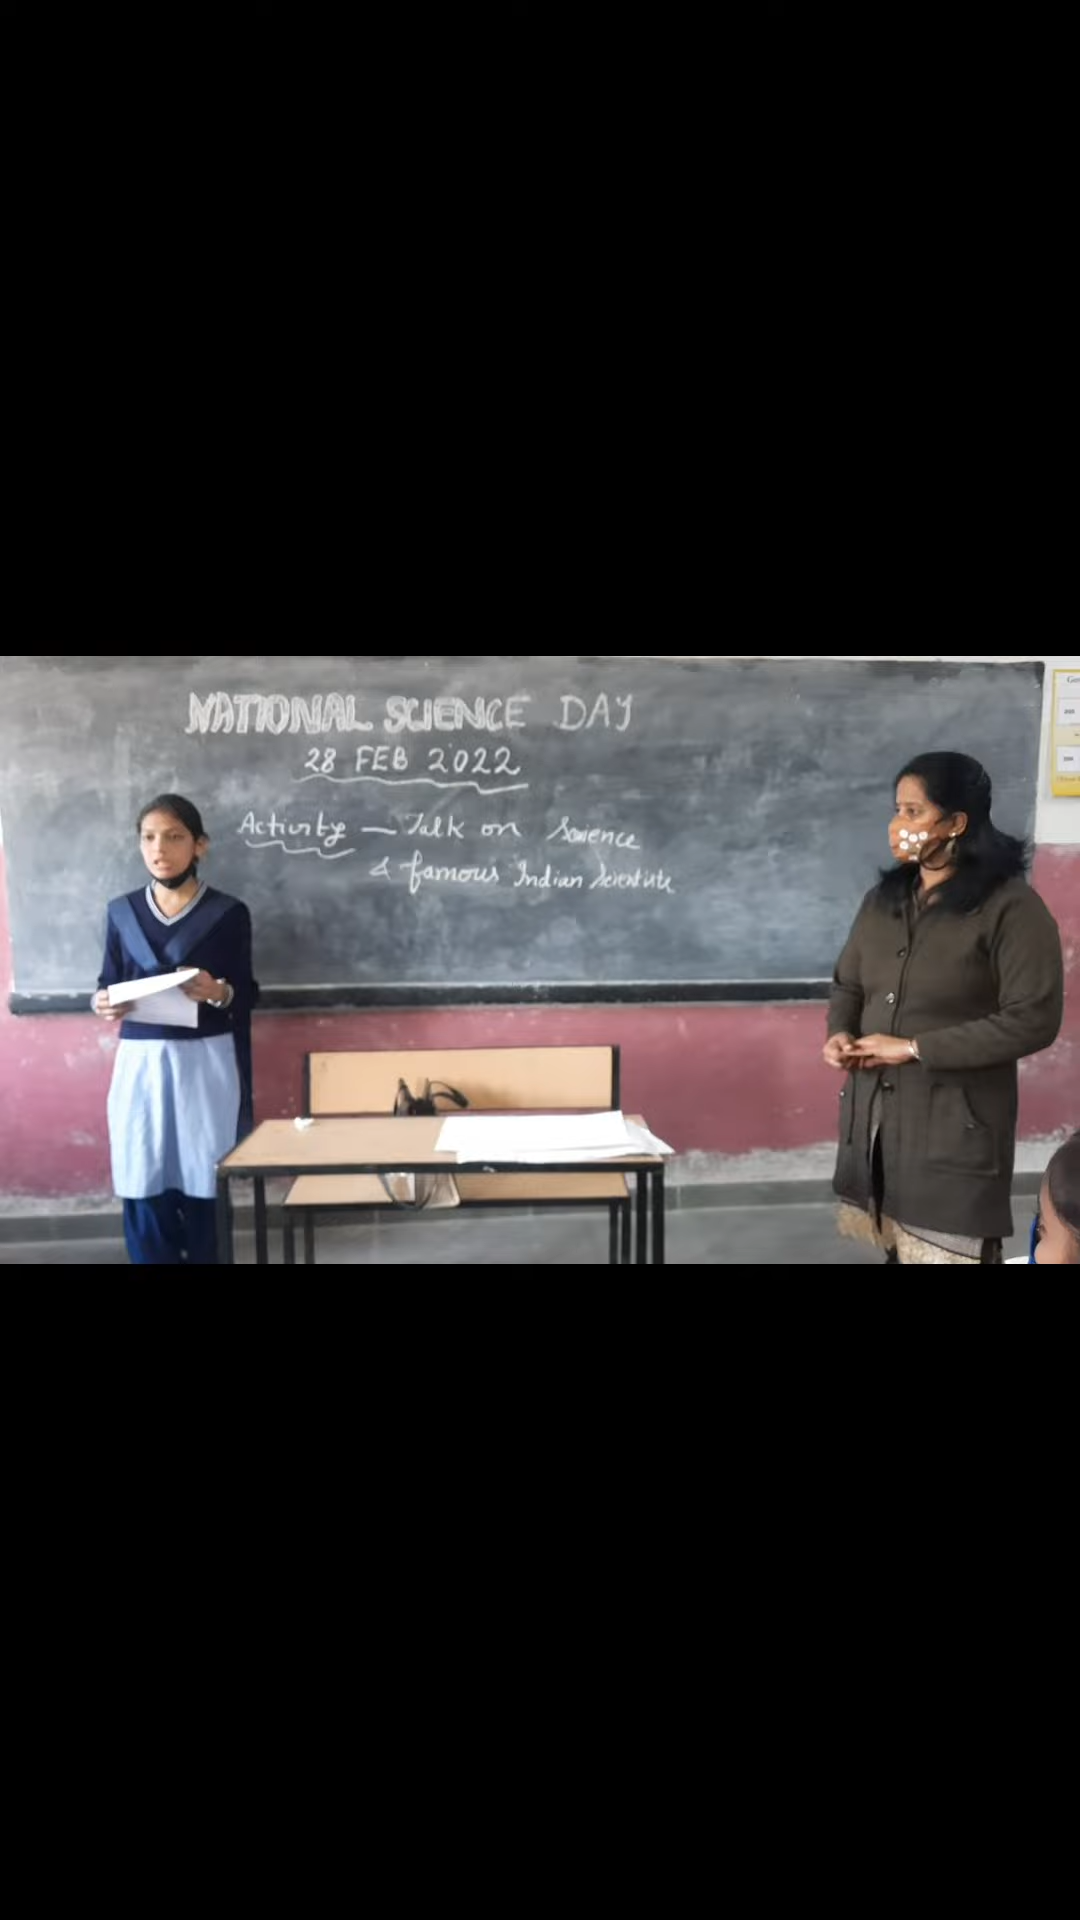 NATIONAL SCIENCE DAY
28 FEB 2022
Activity — Talk on Science
& famous Indian Scientists